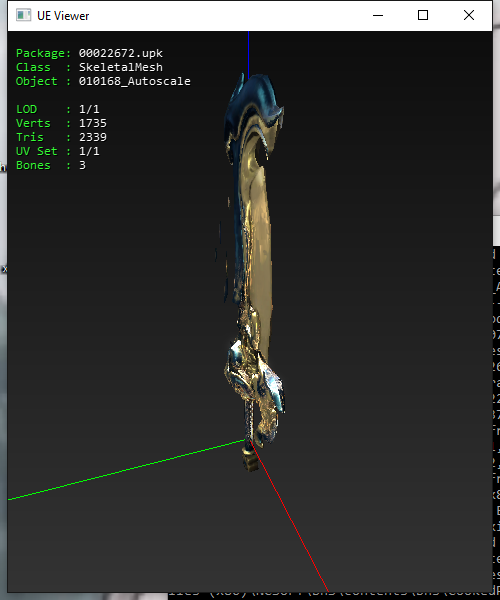 UE Viewer
Package: 00022672.upk
Class : SkeletalMesh
Object : 010168_Autoscale
LOD : 1/1
Verts : 1735
Tris : 2339
UV Set : 1/1
Bones : 3